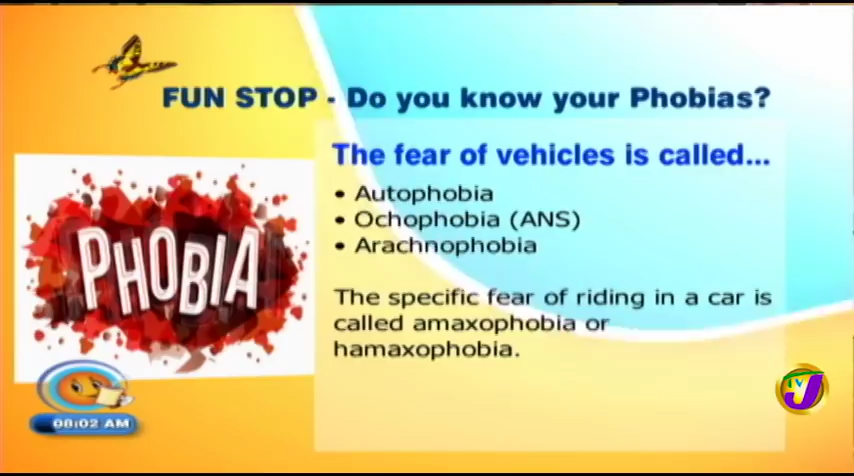 FUN STOP - Do you know your Phobias?
The fear of vehicles is called...
• Autophobia
• Ochophobia (ANS)
• Arachnophobia
The specific fear of riding in a car is
called amaxophobia or
hamaxophobia.
PHOBIA
08:02 AM
TVJ